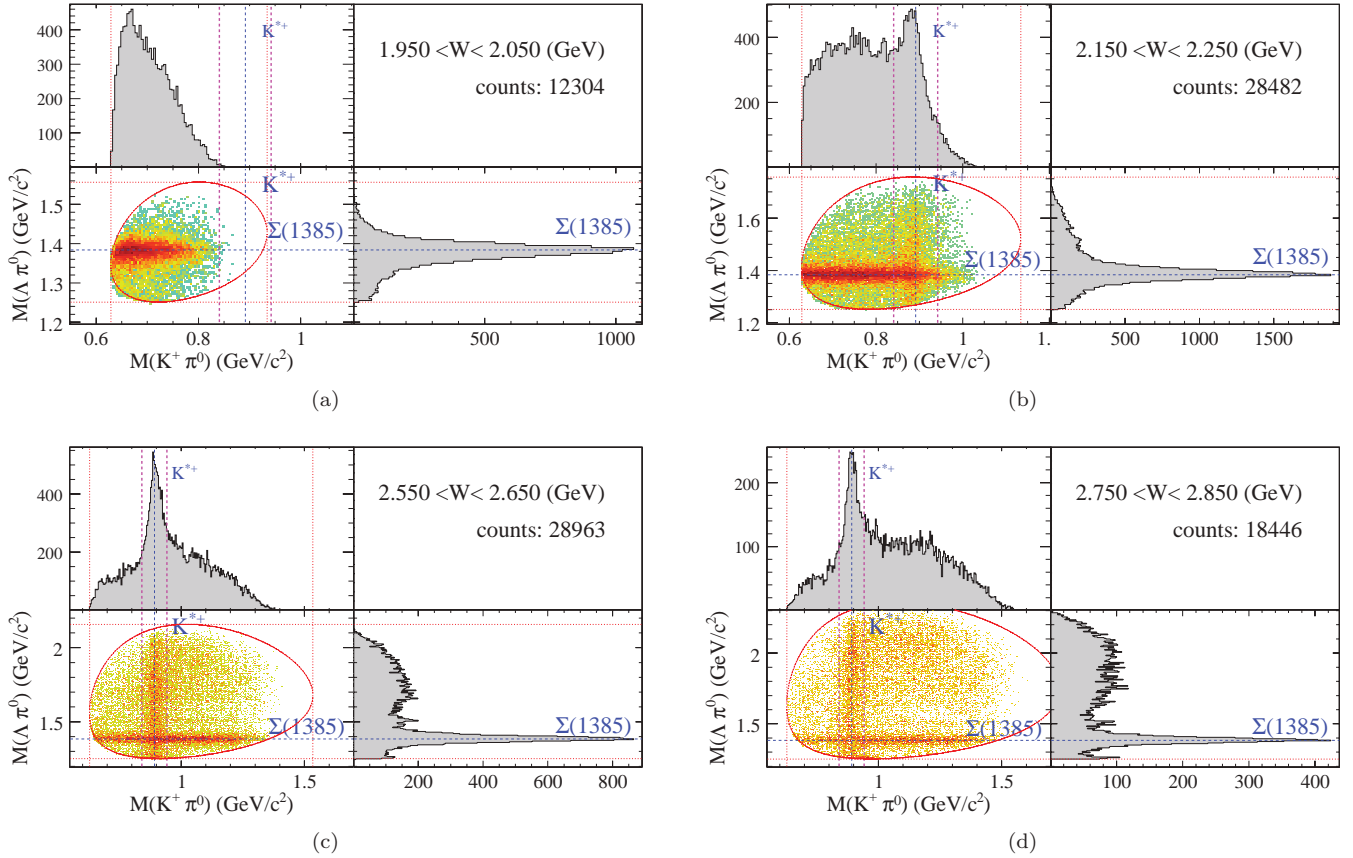 400
300
200
100
K*+
1.950 <W< 2.050 (GeV)
counts: 12304
M(Λ π⁰) (GeV/c²)
1.5
1.4
1.3
1.2
K*+
Σ(1385)
Σ(1385)
0.6 0.8 1 500 1000
M(K⁺ π⁰) (GeV/c²)
(a)
400
200
K*+
2.150 <W< 2.250 (GeV)
counts: 28482
M(Λ π⁰) (GeV/c²)
1.6
1.4
1.2
K*+
Σ(1385)
Σ(1385)
0.6 0.8 1 1. 500 1000 1500
M(K⁺ π⁰) (GeV/c²)
(b)
400
200
K*+
2.550 <W< 2.650 (GeV)
counts: 28963
M(Λ π⁰) (GeV/c²)
2
1.5
K*+
Σ(1385)
Σ(1385)
1 1.5 200 400 600 800
M(K⁺ π⁰) (GeV/c²)
(c)
200
100
K*+
2.750 <W< 2.850 (GeV)
counts: 18446
M(Λ π⁰) (GeV/c²)
2
1.5
K*+
Σ(1385)
Σ(1385)
1 1.5 100 200 300 400
M(K⁺ π⁰) (GeV/c²)
(d)